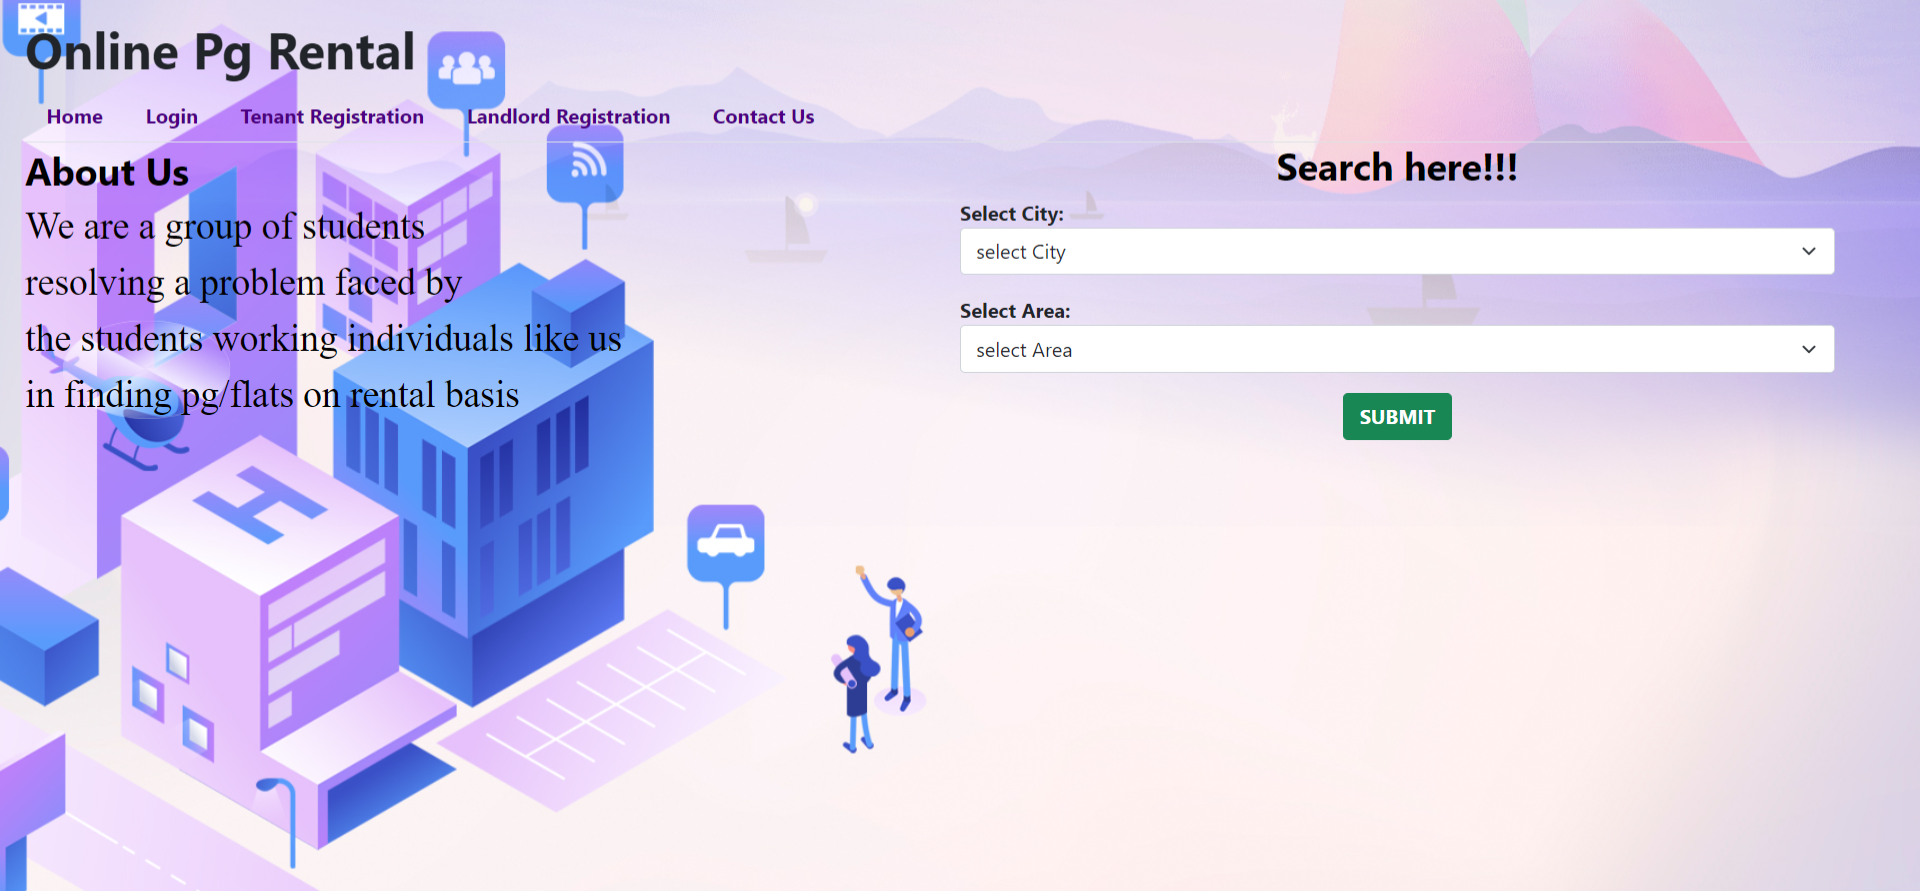 Online Pg Rental
Home Login Tenant Registration Landlord Registration Contact Us
About Us
We are a group of students
resolving a problem faced by
the students working individuals like us
in finding pg/flats on rental basis
Search here!!!
Select City:
select City
Select Area:
select Area
SUBMIT
H